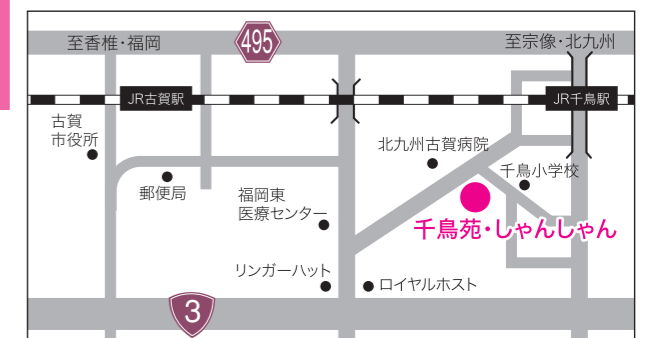 至香椎・福岡
495
至宗像・北九州
JR古賀駅
JR千鳥駅
古賀
市役所
北九州古賀病院
千鳥小学校
郵便局
福岡東
医療センター
千鳥苑・しゃんしゃん
リンガーハット
ロイヤルホスト
3